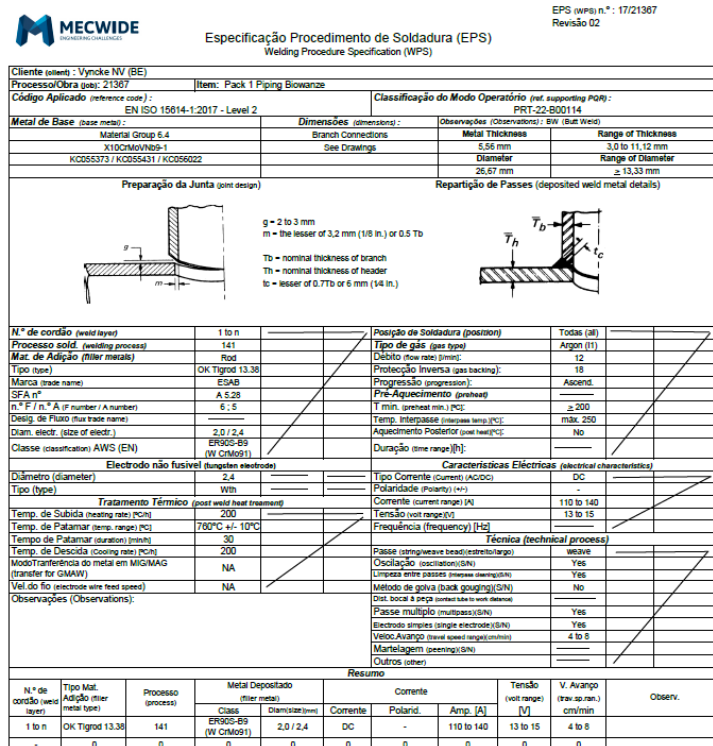 EPS (WPS) n.º : 17/21367
Revisão 02
MECWIDE
ENGINEERING CHALLENGES
Especificação Procedimento de Soldadura (EPS)
Welding Procedure Specification (WPS)
Cliente (client) : Vyncke NV (BE)
Processo/Obra (job): 21367 Item: Pack 1 Piping Biowanze
Código Aplicado (reference code) : Classificação do Modo Operatório (ref. supporting PQR) :
EN ISO 15614-1:2017 - Level 2 PRT-22-B00114
Metal de Base (base metal) : Dimensões (dimensions) : Observações (Observations) : BW (Butt Weld)
Material Group 6.4 Branch Connections Metal Thickness Range of Thickness
X10CrMoVNb9-1 See Drawings 5,56 mm 3,0 to 11,12 mm
KC055373 / KC055431 / KC056022 Diameter Range of Diameter
26,67 mm ≥ 13,33 mm
Preparação da Junta (joint design) Repartição de Passes (deposited weld metal details)
g = 2 to 3 mm
m = the lesser of 3,2 mm (1/8 in.) or 0.5 Tb
Tb = nominal thickness of branch
Th = nominal thickness of header
tc = lesser of 0.7Tb or 6 mm (1/4 in.)
g
m
Tb
Th
tc
N.º de cordão (weld layer) 1 to n Posição de Soldadura (position) Todas (all)
Processo sold. (welding process) 141 Tipo de gás (gas type) Argon (I1)
Mat. de Adição (filler metals) Rod Débito (flow rate) [l/min]: 12
Tipo (type) OK Tigrod 13.38 Protecção Inversa (gas backing): 18
Marca (trade name) ESAB Progressão (progression): Ascend.
SFA nº A 5.28 Pré-Aquecimento (preheat)
n.º F / n.º A (F number / A number) 6 ; 5 T min. (preheat min.) [ºC]: ≥ 200
Desig. de Fluxo (flux trade name) Temp. Interpasse (interpass temp.)[ºC]: máx. 250
Diam. electr. (size of electr.) 2,0 / 2,4 Aquecimento Posterior (post heat)[ºC]: No
Classe (classification) AWS (EN) ER90S-B9 (W CrMo91) Duração (time range)[h]:
Electrodo não fusivel (tungsten electrode) Características Eléctricas (electrical characteristics)
Diâmetro (diameter) 2,4 Tipo Corrente (Current) (AC/DC) DC
Tipo (type) Wth Polaridade (Polarity) (+/-) -
Tratamento Térmico (post weld heat treament) Corrente (current range) [A] 110 to 140
Temp. de Subida (heating rate) [ºC/h] 200 Tensão (volt range)[V] 13 to 15
Temp. de Patamar (temp. range) [ºC] 760ºC +/- 10ºC Frequência (frequency) [Hz]
Tempo de Patamar (duration) [min/h] 30 Técnica (technical process)
Temp. de Descida (Cooling rate) [ºC/h] 200 Passe (string/weave bead)(estreito/largo) weave
ModoTranferência do metal em MIG/MAG (transfer for GMAW) NA Oscilação (oscillation)(S/N) Yes
Limpeza entre passes (interpass cleaning)(S/N) Yes
Vel.do fio (electrode wire feed speed) NA Método de goiva (back gouging)(S/N) No
Observações (Observations): Dist. bocal à peça (contact tube to work distance)
Passe multiplo (multipass)(S/N) Yes
Electrodo simples (single electrode)(S/N) Yes
Veloc.Avanço (travel speed range)(cm/min) 4 to 8
Martelagem (peening)(S/N)
Outros (other)
Resumo
N.º de cordão (weld layer) Tipo Mat. Adição (filler metal type) Processo (process) Metal Depositado (filler metal) Corrente Tensão (volt range) [V] V. Avanço (trav.sp.ran.) cm/min Observ.
Class Diam(size)(mm) Corrente Polarid. Amp. [A]
1 to n OK Tigrod 13.38 141 ER90S-B9 (W CrMo91) 2,0 / 2,4 DC - 110 to 140 13 to 15 4 to 8
- 0 0 0 0 0 0 0 0 0